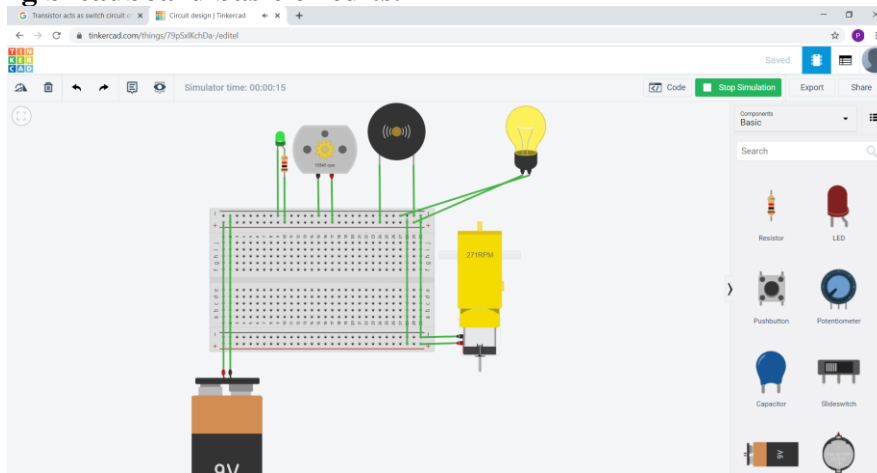 Transistor acts as switch circuit
Circuit design | Tinkercad
tinkercad.com/things/79pSxlKchDa-/editel
TIN
KER
CAD
Saved
Simulator time: 00:00:15
Code
Stop Simulation
Export
Share
Components
Basic
Search
Resistor
LED
Pushbutton
Potentiometer
Capacitor
Slideswitch
271RPM
9V
9V